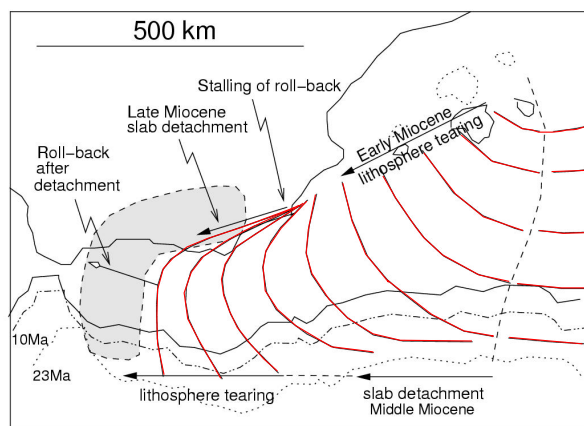 500 km
Stalling of roll-back
Late Miocene
slab detachment
Roll-back
after
detachment
Early Miocene
lithosphere tearing
10Ma
23Ma
lithosphere tearing
slab detachment
Middle Miocene